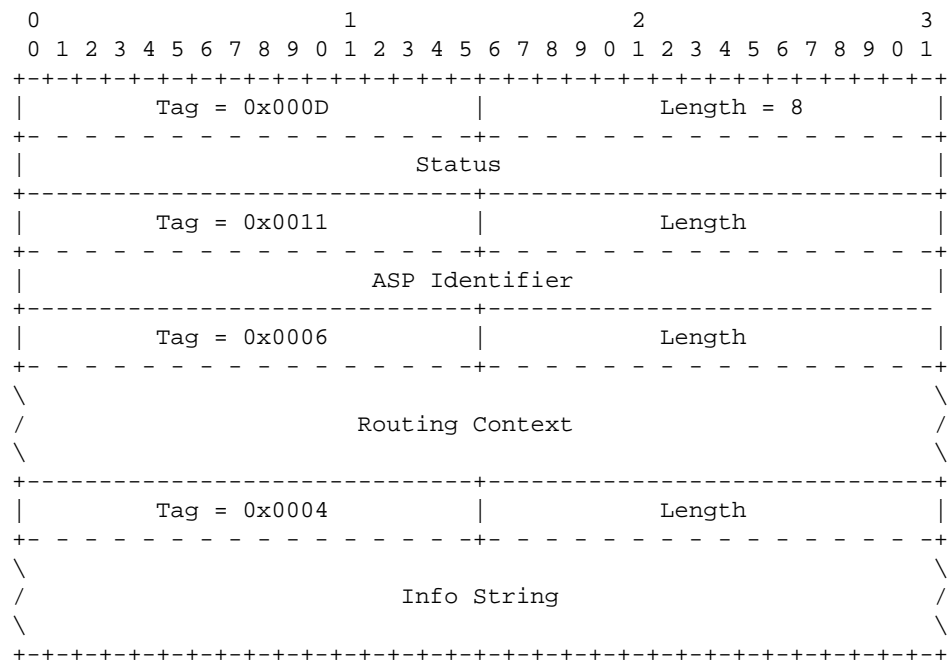 0                   1                   2                   3
0 1 2 3 4 5 6 7 8 9 0 1 2 3 4 5 6 7 8 9 0 1 2 3 4 5 6 7 8 9 0 1
+-+-+-+-+-+-+-+-+-+-+-+-+-+-+-+-+-+-+-+-+-+-+-+-+-+-+-+-+-+-+-+-+
|         Tag = 0x000D          |            Length = 8         |
+- - - - - - - - - - - - - - - -+- - - - - - - - - - - - - - - -+
|                           Status                              |
+-------------------------------+-------------------------------+
|         Tag = 0x0011          |            Length             |
+- - - - - - - - - - - - - - - -+- - - - - - - - - - - - - - - -+
|                        ASP Identifier                         |
+-------------------------------+-------------------------------
|         Tag = 0x0006          |            Length             |
+- - - - - - - - - - - - - - - -+- - - - - - - - - - - - - - - -+
\                                                               \
/                       Routing Context                         /
\                                                               \
+-------------------------------+-------------------------------+
|         Tag = 0x0004          |            Length             |
+- - - - - - - - - - - - - - - -+- - - - - - - - - - - - - - - -+
\                                                               \
/                          Info String                          /
\                                                               \
+-+-+-+-+-+-+-+-+-+-+-+-+-+-+-+-+-+-+-+-+-+-+-+-+-+-+-+-+-+-+-+-+